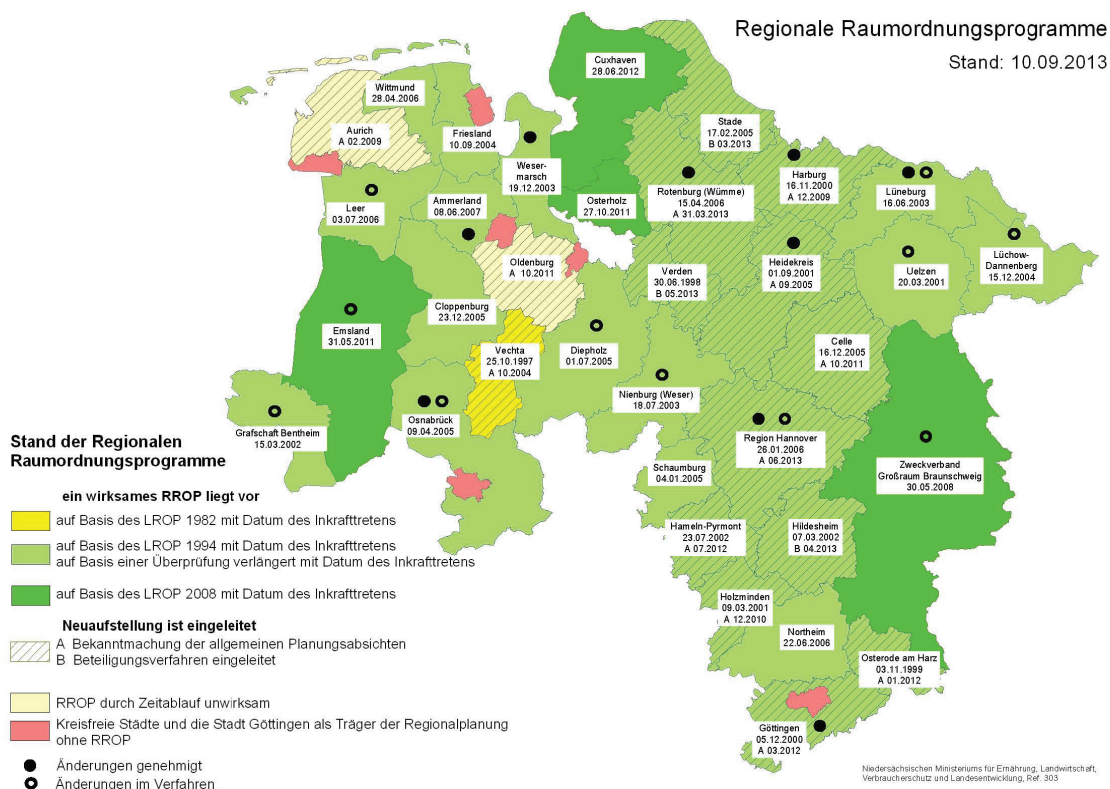 Regionale Raumordnungsprogramme
Stand: 10.09.2013
Cuxhaven
28.06.2012
Wittmund
28.04.2006
Aurich
A 02.2009
Friesland
10.09.2004
Weser-
marsch
19.12.2003
Stade
17.02.2005
B 03.2013
Harburg
16.11.2000
A 12.2009
Rotenburg (Wümme)
15.04.2006
A 31.03.2013
Lüneburg
16.06.2003
Leer
03.07.2006
Ammerland
08.06.2007
Osterholz
27.10.2011
Oldenburg
A 10.2011
Verden
30.06.1998
B 05.2013
Heidekreis
01.09.2001
A 09.2005
Uelzen
20.03.2001
Lüchow-
Dannenberg
15.12.2004
Cloppenburg
23.12.2005
Emsland
31.05.2011
Vechta
25.10.1997
A 10.2004
Diepholz
01.07.2005
Celle
16.12.2005
A 10.2011
Nienburg (Weser)
18.07.2003
Osnabrück
09.04.2005
Grafschaft Bentheim
15.03.2002
Region Hannover
26.01.2006
A 06.2013
Zweckverband
Großraum Braunschweig
30.05.2008
Schaumburg
04.01.2005
Hameln-Pyrmont
23.07.2002
A 07.2012
Hildesheim
07.03.2002
B 04.2013
Holzminden
09.03.2001
A 12.2010
Northeim
22.06.2006
Osterode am Harz
03.11.1999
A 01.2012
Göttingen
05.12.2000
A 03.2012
Stand der Regionalen
Raumordnungsprogramme
ein wirksames RROP liegt vor
auf Basis des LROP 1982 mit Datum des Inkrafttretens
auf Basis des LROP 1994 mit Datum des Inkrafttretens
auf Basis einer Überprüfung verlängert mit Datum des Inkrafttretens
auf Basis des LROP 2008 mit Datum des Inkrafttretens
Neuaufstellung ist eingeleitet
A Bekanntmachung der allgemeinen Planungsabsichten
B Beteiligungsverfahren eingeleitet
RROP durch Zeitablauf unwirksam
Kreisfreie Städte und die Stadt Göttingen als Träger der Regionalplanung
ohne RROP
Änderungen genehmigt
Änderungen im Verfahren
Niedersächsischen Ministeriums für Ernährung, Landwirtschaft,
Verbraucherschutz und Landesentwicklung, Ref. 303